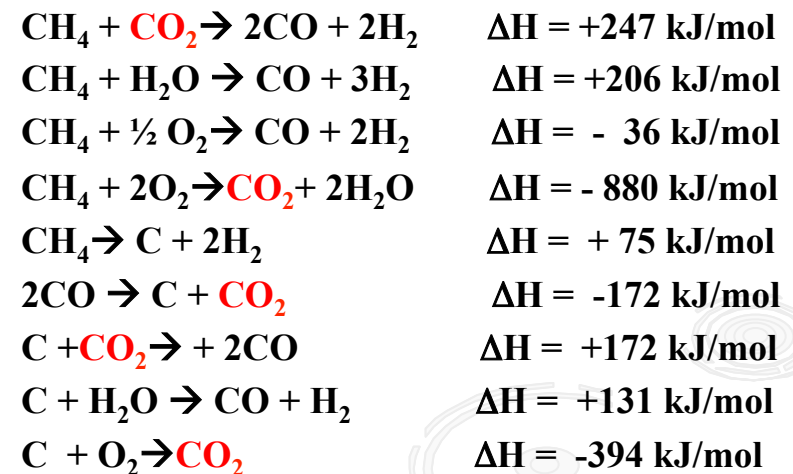 CH₄ + CO₂→ 2CO + 2H₂ ΔH = +247 kJ/mol
CH₄ + H₂O → CO + 3H₂ ΔH = +206 kJ/mol
CH₄ + ½ O₂→ CO + 2H₂ ΔH = - 36 kJ/mol
CH₄ + 2O₂→CO₂+ 2H₂O ΔH = - 880 kJ/mol
CH₄→ C + 2H₂ ΔH = + 75 kJ/mol
2CO → C + CO₂ ΔH = -172 kJ/mol
C +CO₂→ + 2CO ΔH = +172 kJ/mol
C + H₂O → CO + H₂ ΔH = +131 kJ/mol
C + O₂→CO₂ ΔH = -394 kJ/mol